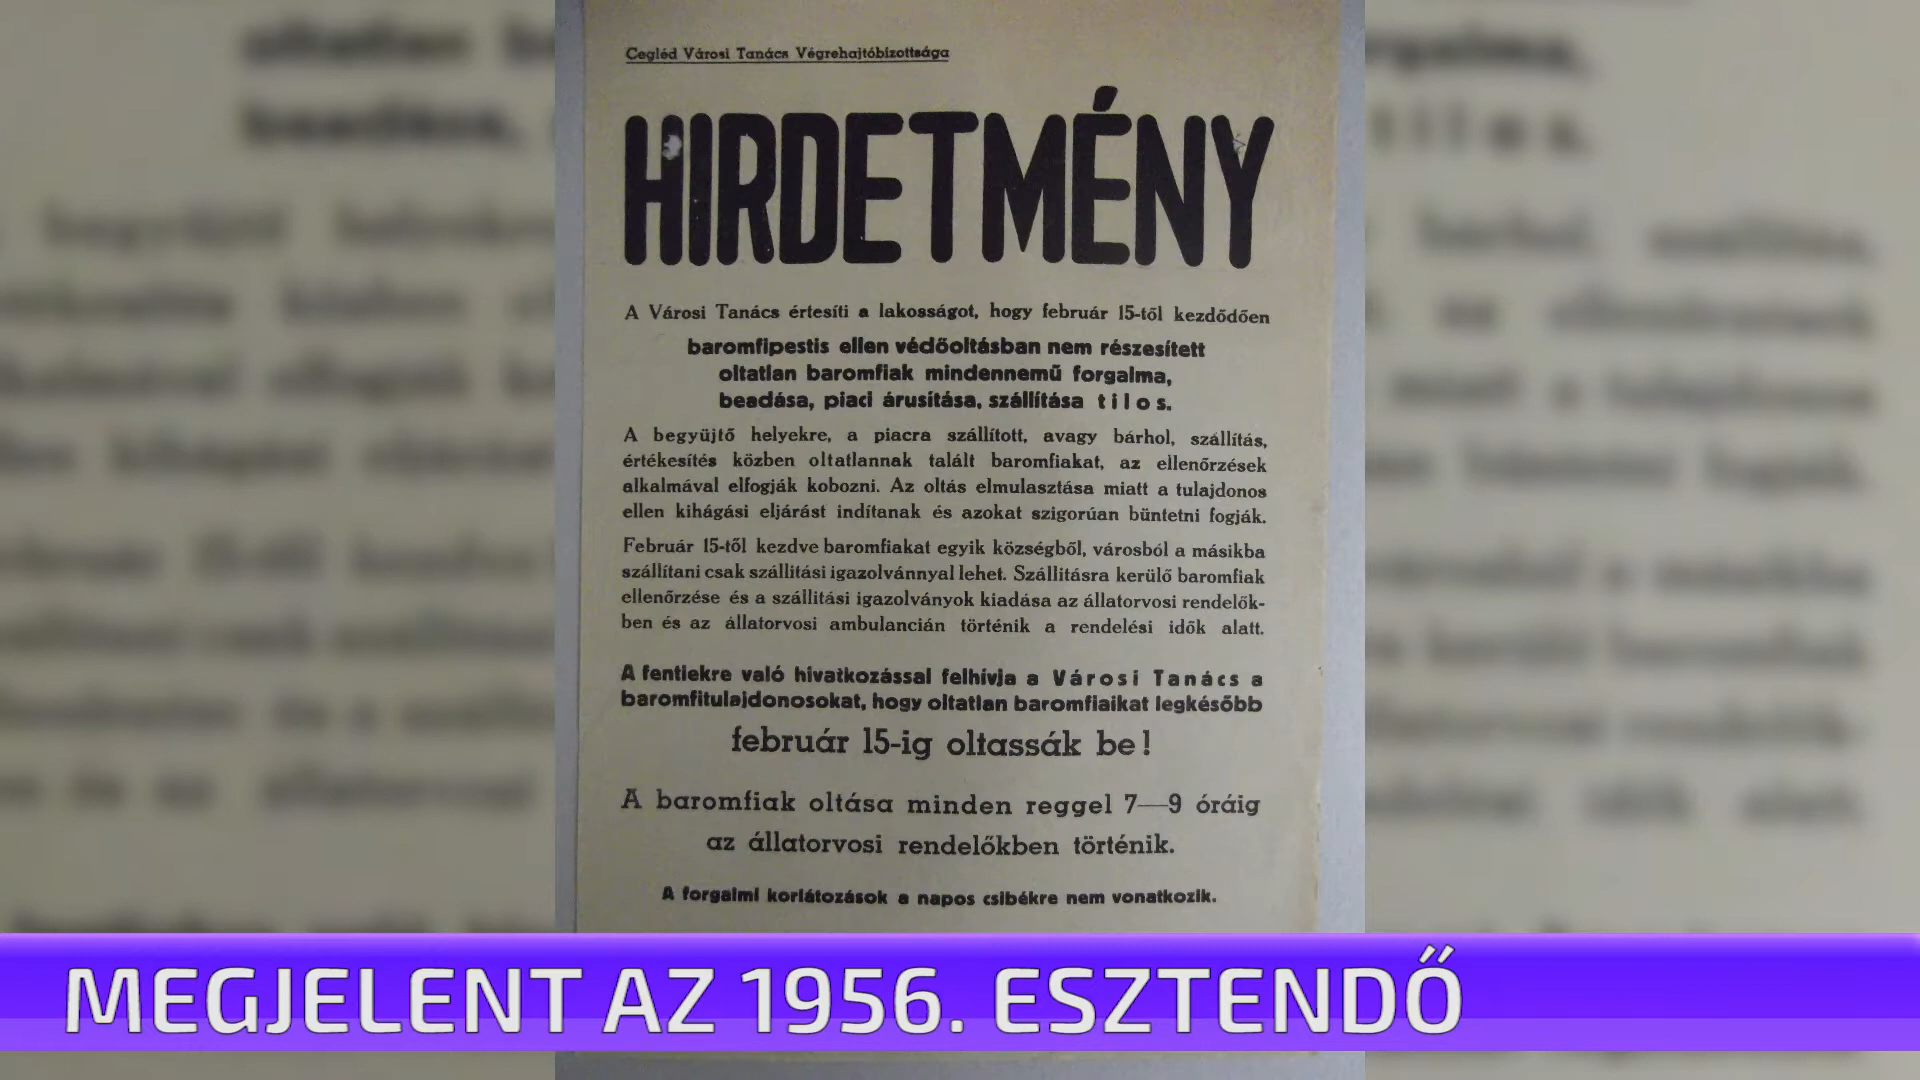 Cegléd Városi Tanács Végrehajtóbizottsága
HIRDETMÉNY
A Városi Tanács értesíti a lakosságot, hogy február 15-től kezdődően
baromfipestis ellen védőoltásban nem részesített
oltatlan baromfiak mindennemű forgalma,
beadása, piaci árusítása, szállítása tilos.
A begyüjtő helyekre, a piacra szállított, avagy bárhol, szállítás,
értékesítés közben oltatlannak talált baromfiakat, az ellenőrzések
alkalmával elfogják kobozni. Az oltás elmulasztása miatt a tulajdonos
ellen kihágási eljárást indítanak és azokat szigorúan büntetni fogják.
Február 15-től kezdve baromfiakat egyik községből, városból a másikba
szállítani csak szállitási igazolvánnyal lehet. Szállitásra kerülő baromfiak
ellenőrzése és a szállitási igazolványok kiadása az állatorvosi rendelők-
ben és az állatorvosi ambulancián történik a rendelési idők alatt.
A fentiekre való hivatkozással felhívja a Városi Tanács a
baromfitulajdonosokat, hogy oltatlan baromfiaikat legkésőbb
február 15-ig oltassák be!
A baromfiak oltása minden reggel 7—9 óráig
az állatorvosi rendelőkben történik.
A forgalmi korlátozások a napos csibékre nem vonatkozik.
MEGJELENT AZ 1956. ESZTENDŐ